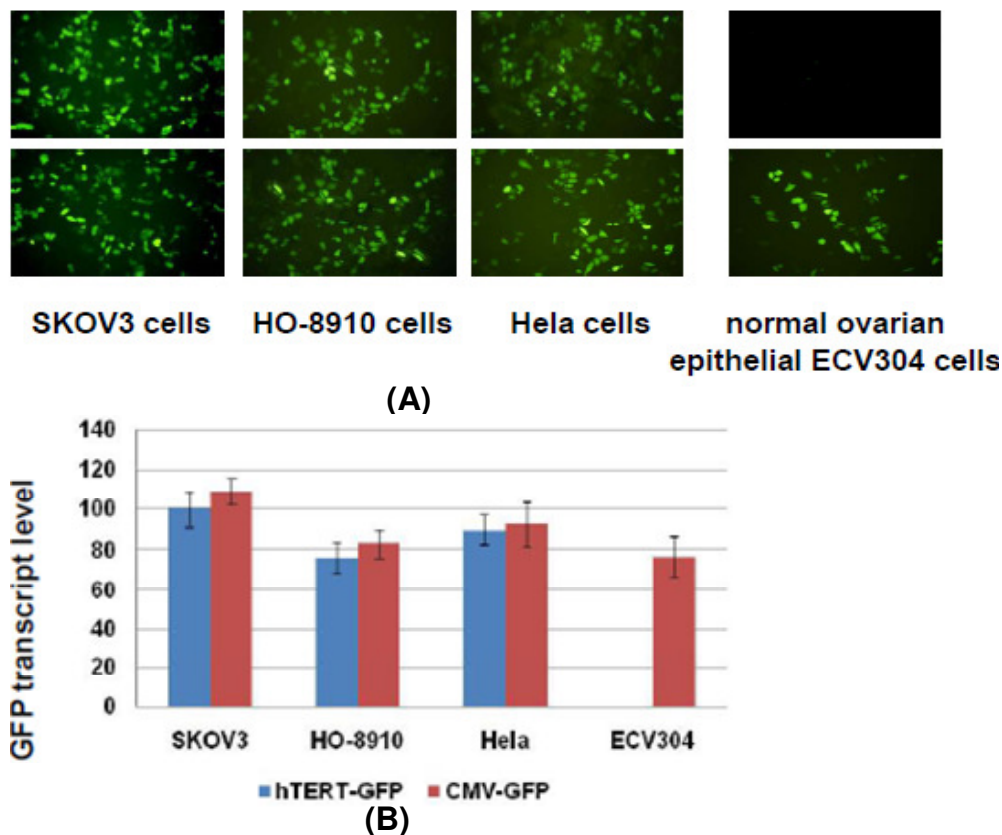 SKOV3 cells
HO-8910 cells
Hela cells
normal ovarian
epithelial ECV304 cells
(A)
GFP transcript level
140
120
100
80
60
40
20
0
SKOV3
HO-8910
Hela
ECV304
hTERT-GFP
CMV-GFP
(B)